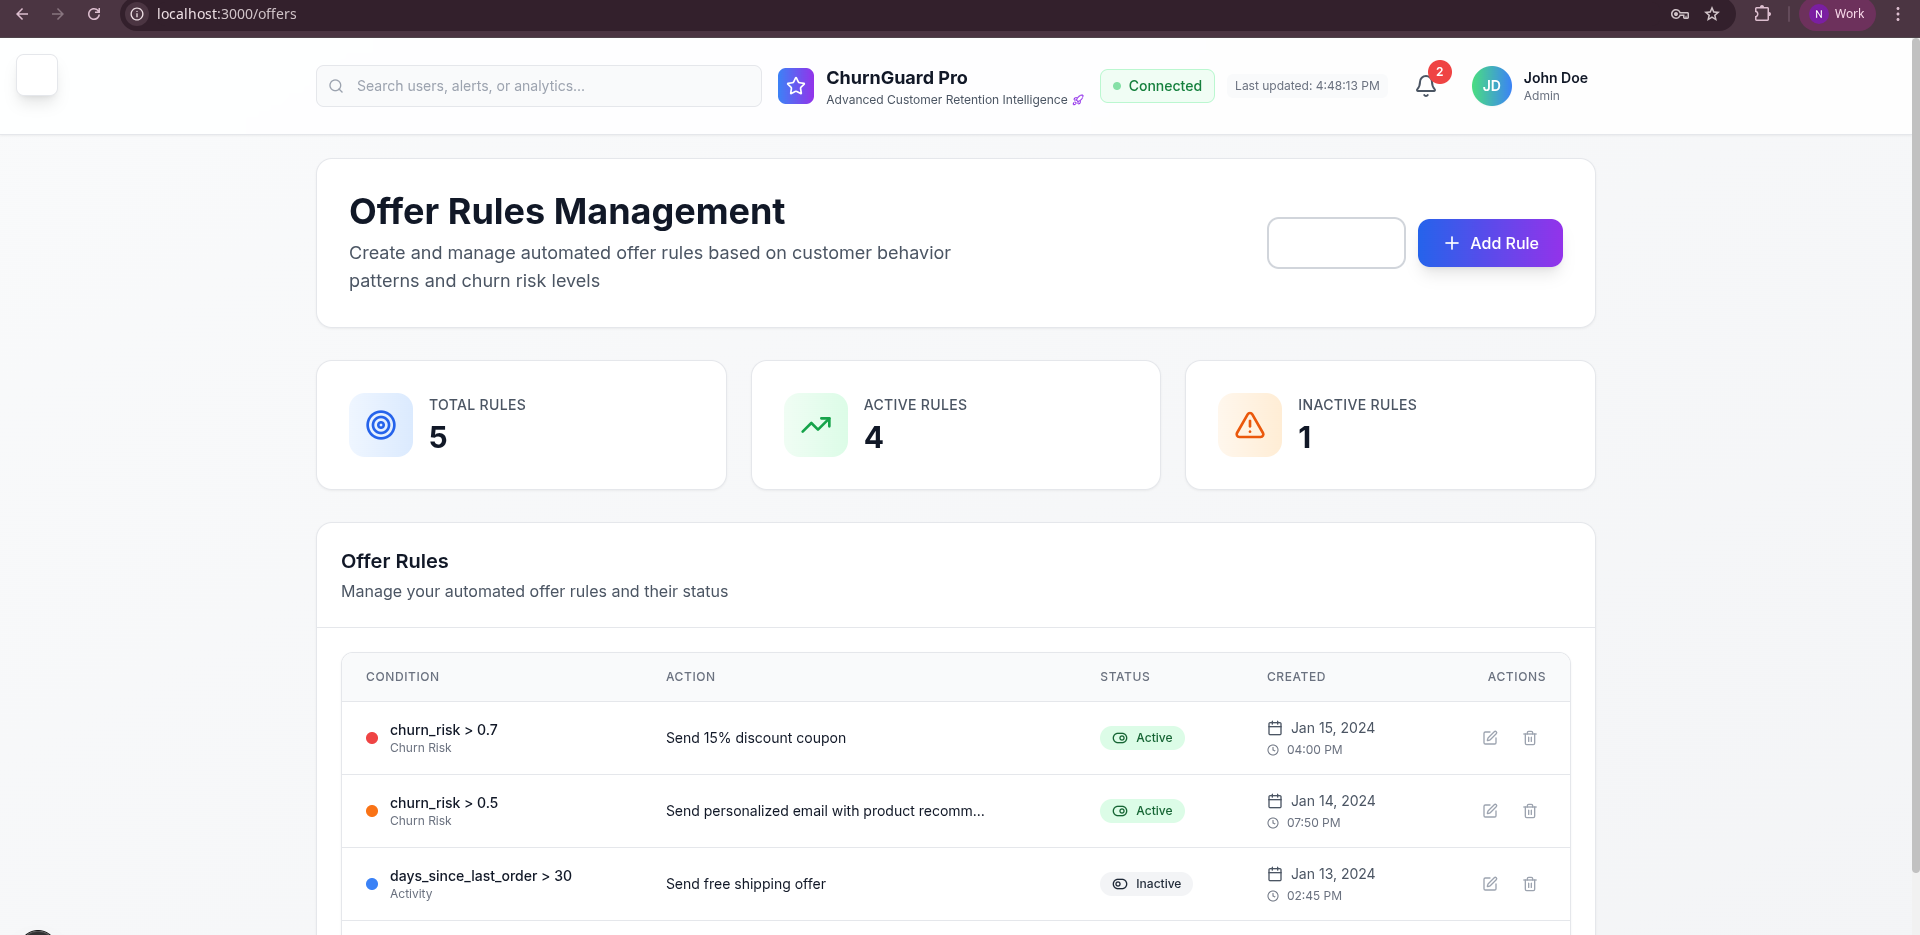 localhost:3000/offers
N Work
Search users, alerts, or analytics...
ChurnGuard Pro
Advanced Customer Retention Intelligence
Connected
Last updated: 4:48:13 PM
2
JD
John Doe
Admin
Offer Rules Management
Create and manage automated offer rules based on customer behavior
patterns and churn risk levels
Add Rule
TOTAL RULES
5
ACTIVE RULES
4
INACTIVE RULES
1
Offer Rules
Manage your automated offer rules and their status
CONDITION ACTION STATUS CREATED ACTIONS
churn_risk > 0.7
Churn Risk
Send 15% discount coupon
Active
Jan 15, 2024
04:00 PM
churn_risk > 0.5
Churn Risk
Send personalized email with product recomm...
Active
Jan 14, 2024
07:50 PM
days_since_last_order > 30
Activity
Send free shipping offer
Inactive
Jan 13, 2024
02:45 PM